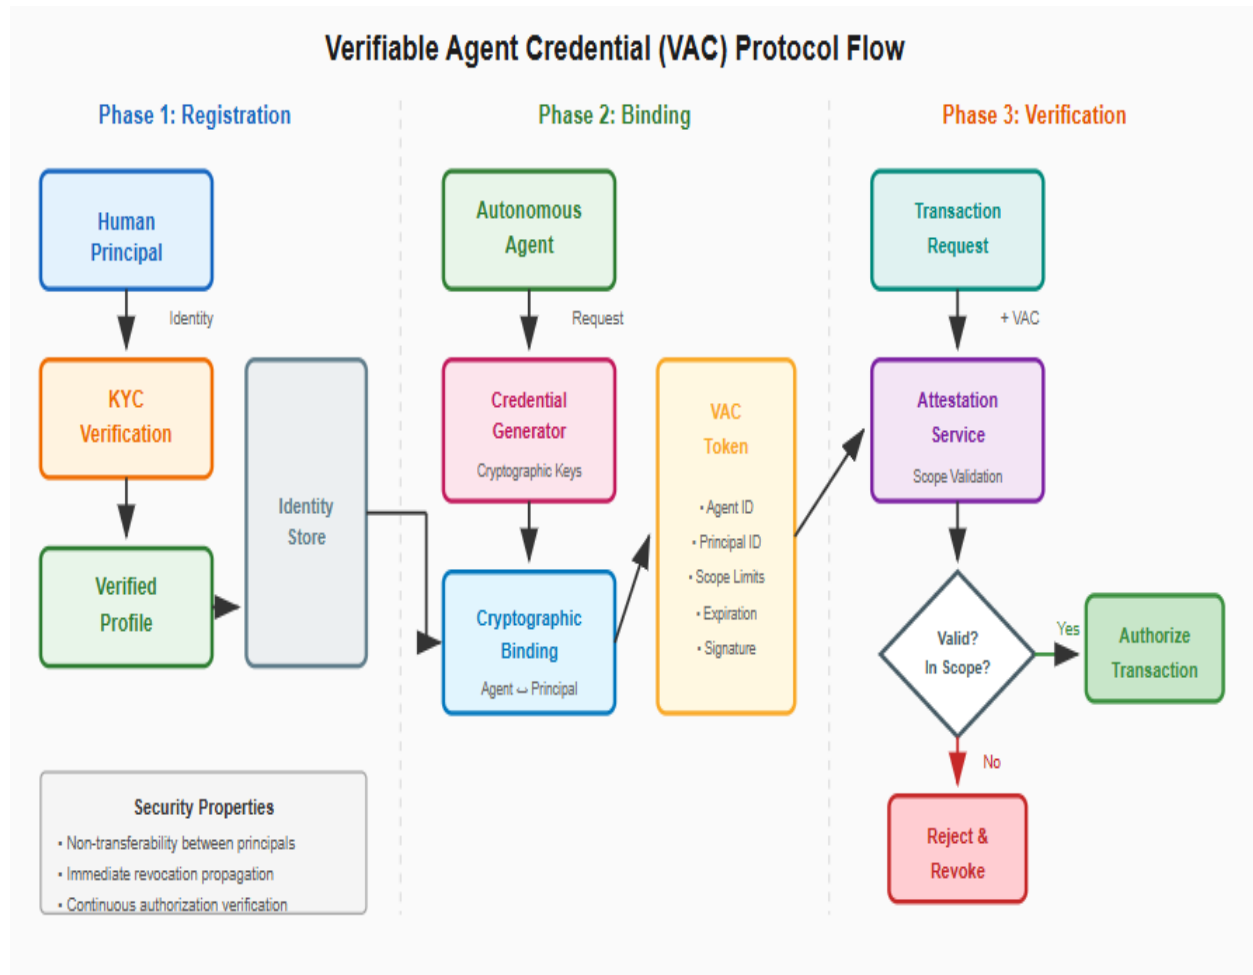 Verifiable Agent Credential (VAC) Protocol Flow
Phase 1: Registration
Human
Principal
Identity
KYC
Verification
Verified
Profile
Identity
Store
Security Properties
• Non-transferability between principals
• Immediate revocation propagation
• Continuous authorization verification
Phase 2: Binding
Autonomous
Agent
Request
Credential
Generator
Cryptographic Keys
Cryptographic
Binding
Agent ↔ Principal
VAC
Token
• Agent ID
• Principal ID
• Scope Limits
• Expiration
• Signature
Phase 3: Verification
Transaction
Request
+ VAC
Attestation
Service
Scope Validation
Valid?
In Scope?
Yes
Authorize
Transaction
No
Reject &
Revoke